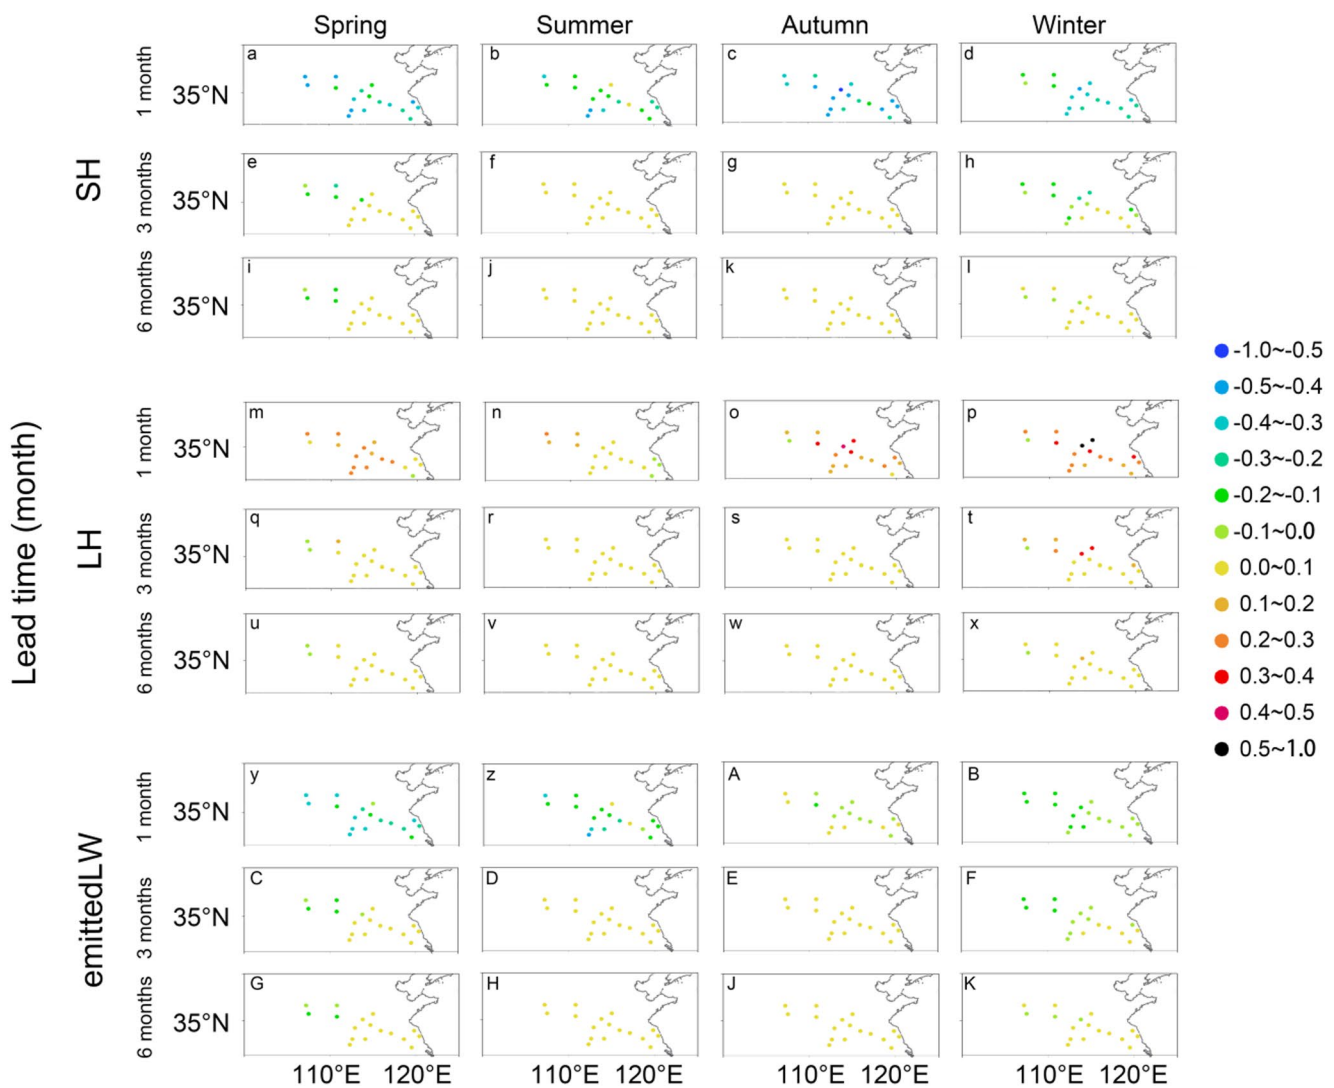 Spring Summer Autumn Winter
Lead time (month)
SH
1 month
35°N
a b c d
3 months
35°N
e f g h
6 months
35°N
i j k l
LH
1 month
35°N
m n o p
3 months
35°N
q r s t
6 months
35°N
u v w x
emittedLW
1 month
35°N
y z A B
3 months
35°N
C D E F
6 months
35°N
G H J K
110°E 120°E 110°E 120°E 110°E 120°E 110°E 120°E
-1.0~-0.5
-0.5~-0.4
-0.4~-0.3
-0.3~-0.2
-0.2~-0.1
-0.1~0.0
0.0~0.1
0.1~0.2
0.2~0.3
0.3~0.4
0.4~0.5
0.5~1.0